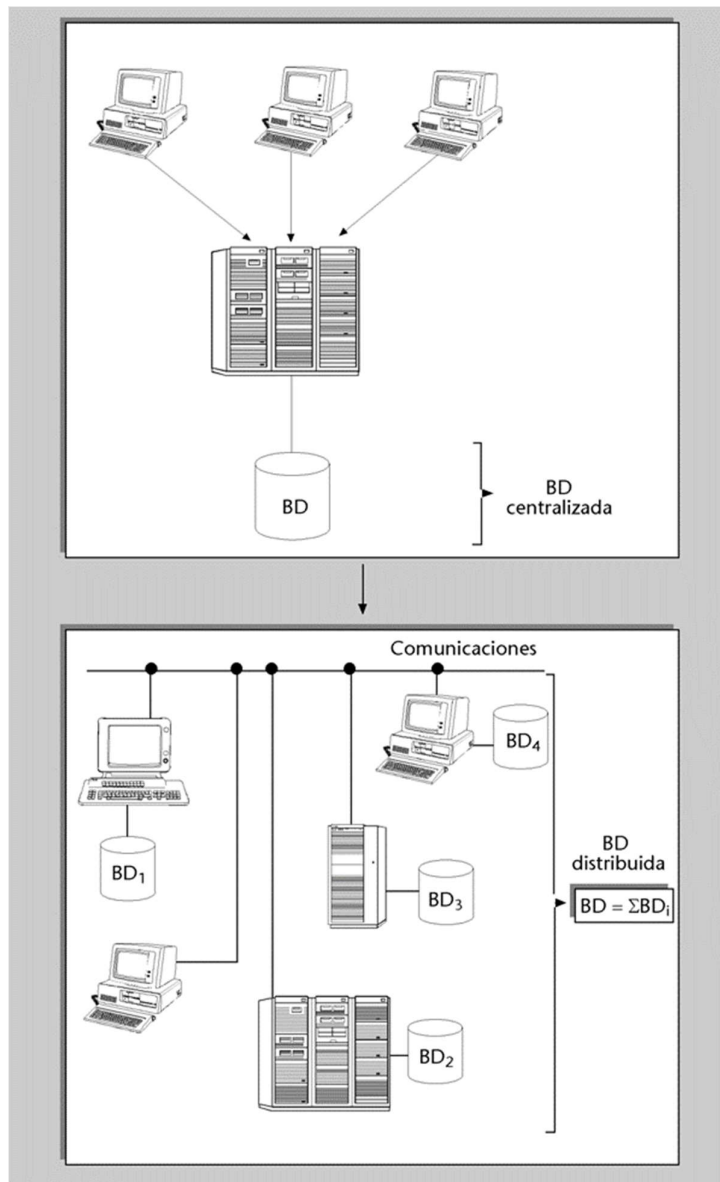 BD
BD
centralizada
Comunicaciones
BD₄
BD₁
BD
distribuida
BD = ΣBDᵢ
BD₃
BD₂